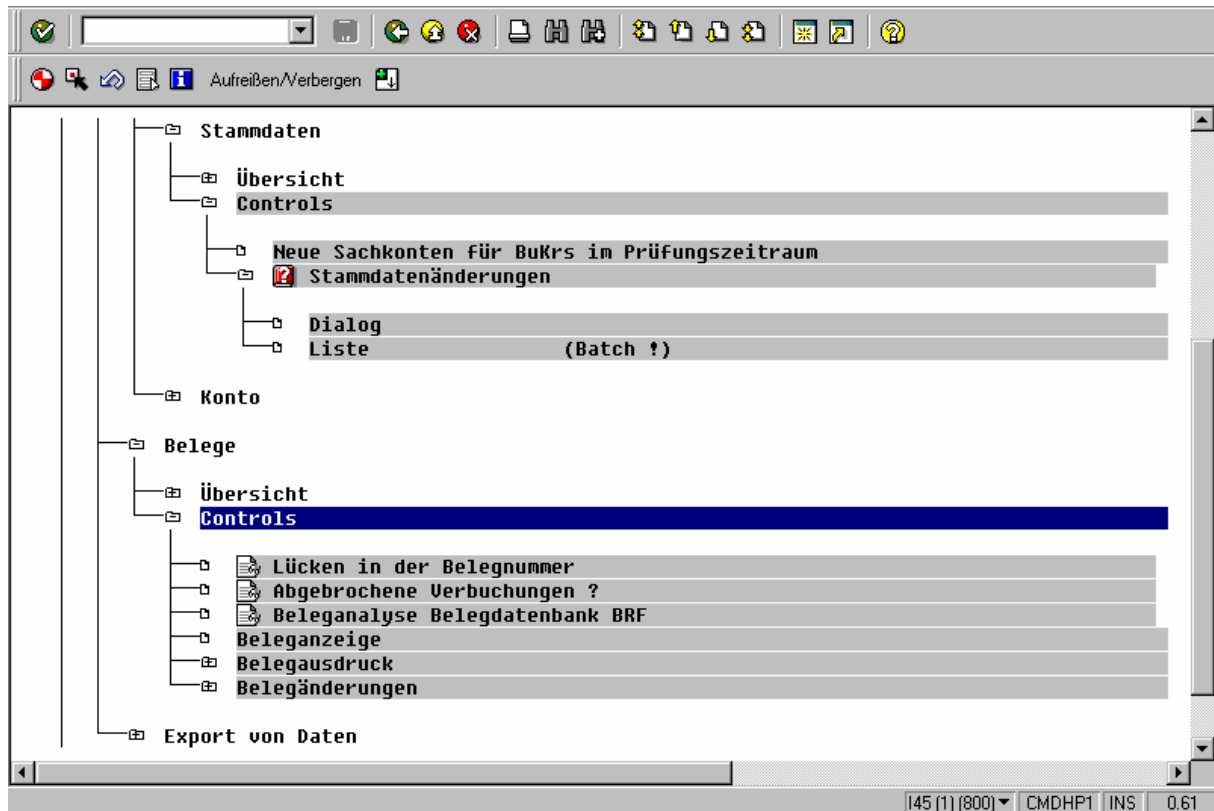 Aufreißen/Verbergen
Stammdaten
Übersicht
Controls
Neue Sachkonten für BuKrs im Prüfungszeitraum
Stammdatenänderungen
Dialog
Liste (Batch !)
Konto
Belege
Übersicht
Controls
Lücken in der Belegnummer
Abgebrochene Verbuchungen ?
Beleganalyse Belegdatenbank BRF
Beleganzeige
Belegausdruck
Belegänderungen
Export von Daten
I45 (1) (800) CMDHP1 INS 0.61